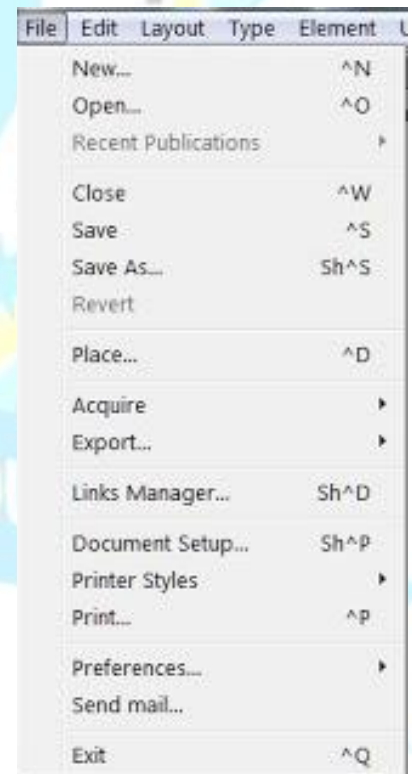 File Edit Layout Type Element
New... ^N
Open... ^O
Recent Publications
Close ^W
Save ^S
Save As... Sh^S
Revert
Place... ^D
Acquire
Export...
Links Manager... Sh^D
Document Setup... Sh^P
Printer Styles
Print... ^P
Preferences...
Send mail...
Exit ^Q